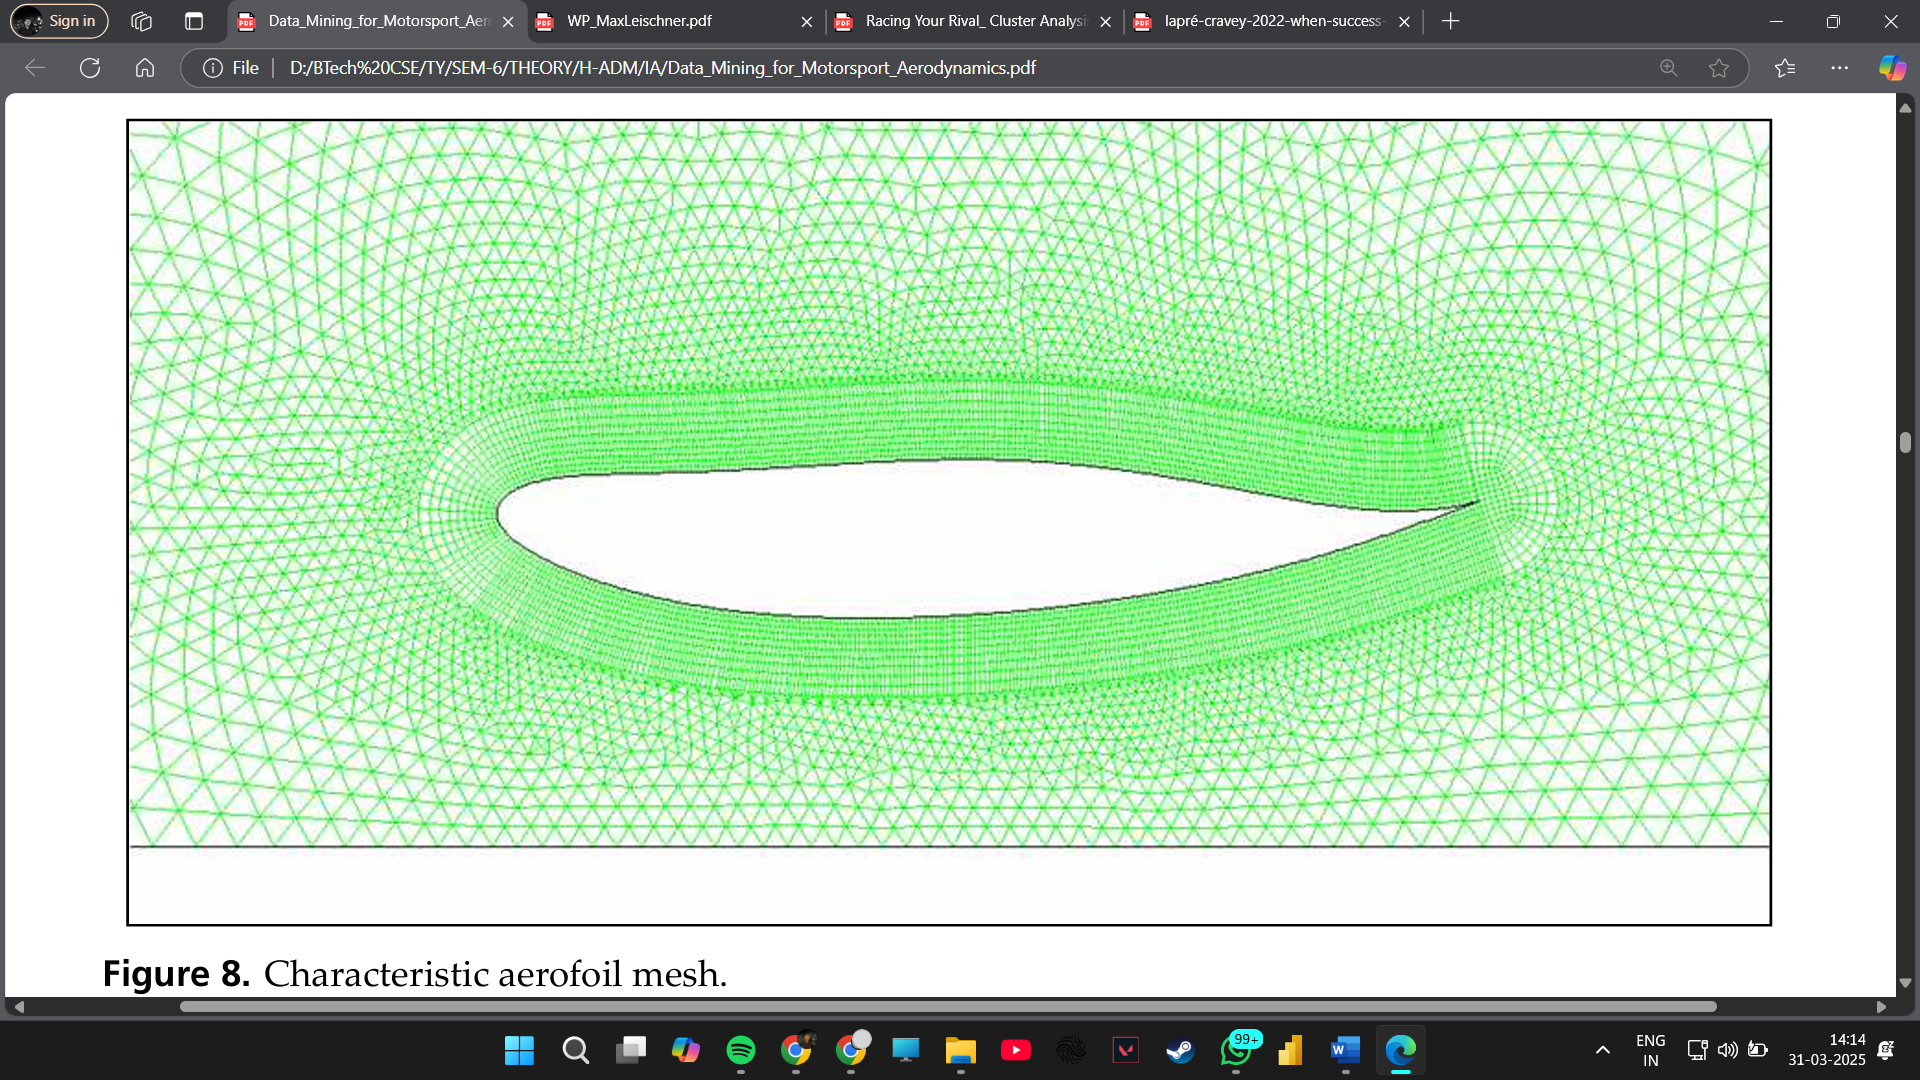 Sign in
Data_Mining_for_Motorsport_Aer
WP_MaxLeischner.pdf
Racing Your Rival_ Cluster Analysi
lapré-cravey-2022-when-success-
File
D:/BTech%20CSE/TY/SEM-6/THEORY/H-ADM/IA/Data_Mining_for_Motorsport_Aerodynamics.pdf
Figure 8. Characteristic aerofoil mesh.
99+
ENG
IN
14:14
31-03-2025